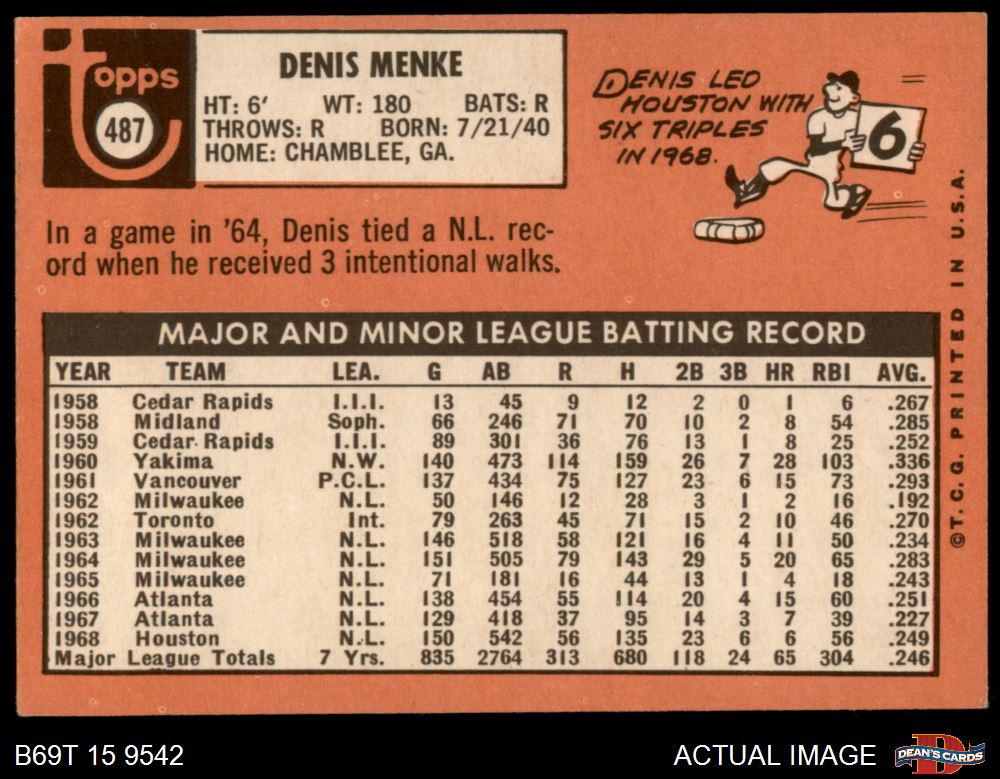 Topps
487
DENIS MENKE
HT: 6' WT: 180 BATS: R
THROWS: R BORN: 7/21/40
HOME: CHAMBLEE, GA.
DENIS LED
HOUSTON WITH
SIX TRIPLES
IN 1968.
6
In a game in '64, Denis tied a N.L. rec-
ord when he received 3 intentional walks.
MAJOR AND MINOR LEAGUE BATTING RECORD
YEAR TEAM LEA. G AB R H 2B 3B HR RBI AVG.
1958 Cedar Rapids I.I.I. 13 45 9 12 2 0 1 6 .267
1958 Midland Soph. 66 246 71 70 10 2 8 54 .285
1959 Cedar Rapids I.I.I. 89 301 36 76 13 1 8 25 .252
1960 Yakima N.W. 140 473 114 159 26 7 28 103 .336
1961 Vancouver P.C.L. 137 434 75 127 23 6 15 73 .293
1962 Milwaukee N.L. 50 146 12 28 3 1 2 16 .192
1962 Toronto Int. 79 263 45 71 15 2 10 46 .270
1963 Milwaukee N.L. 146 518 58 121 16 4 11 50 .234
1964 Milwaukee N.L. 151 505 79 143 29 5 20 65 .283
1965 Milwaukee N.L. 71 181 16 44 13 1 4 18 .243
1966 Atlanta N.L. 138 454 55 114 20 4 15 60 .251
1967 Atlanta N.L. 129 418 37 95 14 3 7 39 .227
1968 Houston N.L. 150 542 56 135 23 6 6 56 .249
Major League Totals 7 Yrs. 835 2764 313 680 118 24 65 304 .246
©T.C.G. PRINTED IN U.S.A.
B69T 15 9542
ACTUAL IMAGE
DEAN'S CARDS